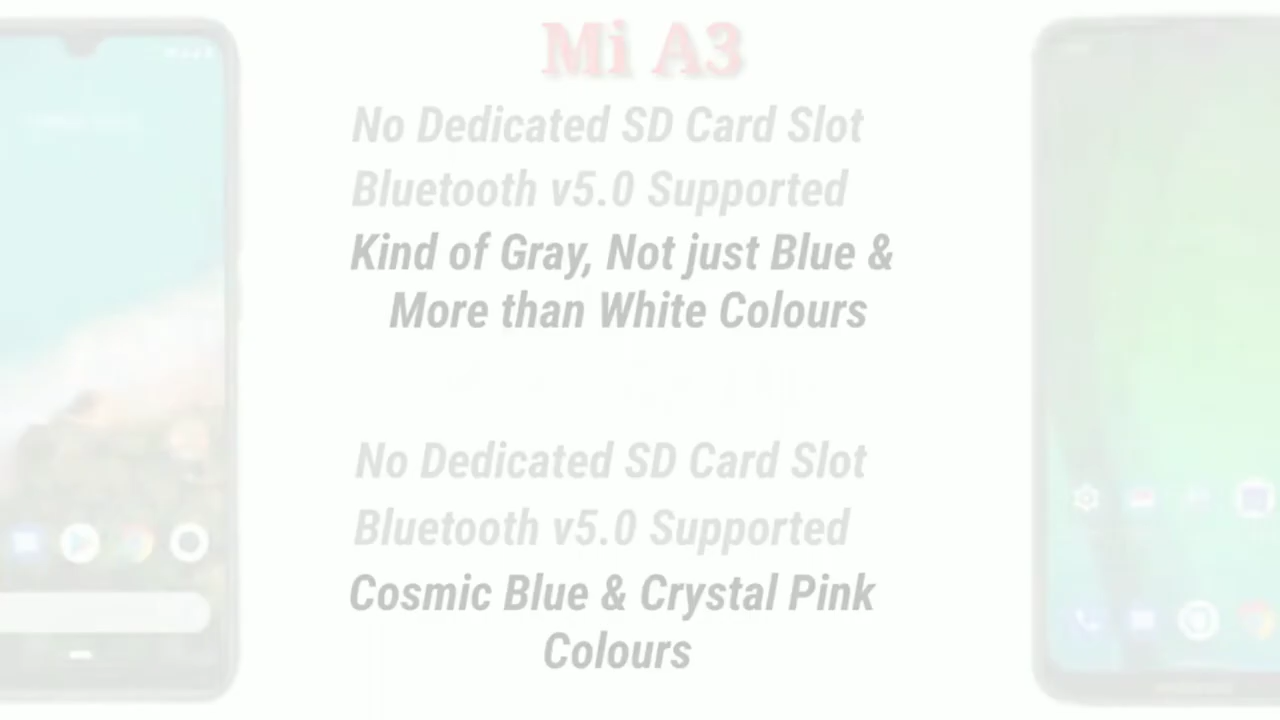 Mi A3
No Dedicated SD Card Slot
Bluetooth v5.0 Supported
Kind of Gray, Not just Blue &
More than White Colours
No Dedicated SD Card Slot
Bluetooth v5.0 Supported
Cosmic Blue & Crystal Pink
Colours